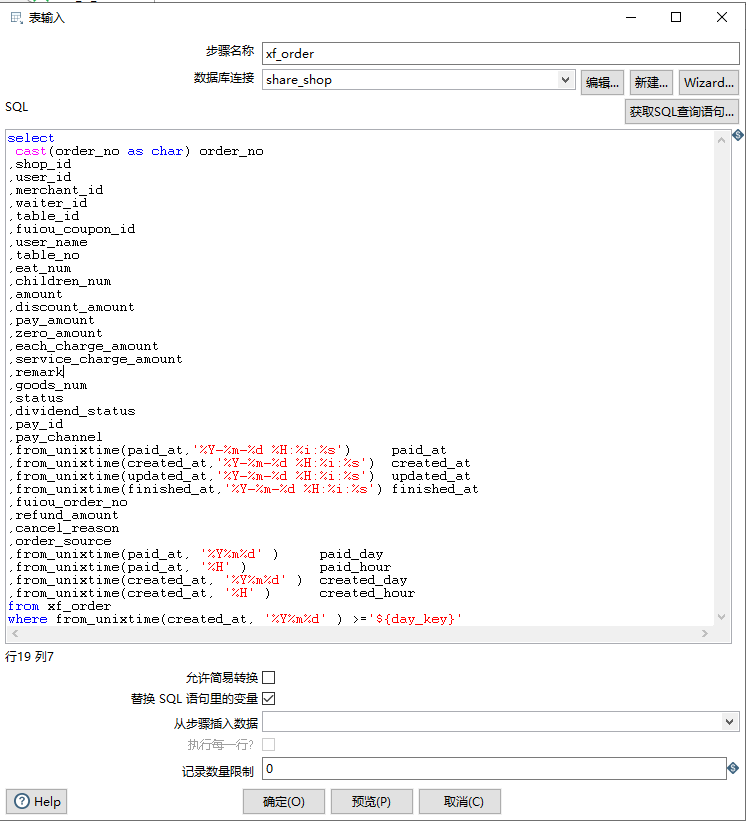 表输入
步骤名称 xf_order
数据库连接 share_shop 编辑... 新建... Wizard...
SQL 获取SQL查询语句...
select
 cast(order_no as char) order_no
,shop_id
,user_id
,merchant_id
,waiter_id
,table_id
,fuiou_coupon_id
,user_name
,table_no
,eat_num
,children_num
,amount
,discount_amount
,pay_amount
,zero_amount
,each_charge_amount
,service_charge_amount
,remark
,goods_num
,status
,dividend_status
,pay_id
,pay_channel
,from_unixtime(paid_at,'%Y-%m-%d %H:%i:%s')     paid_at
,from_unixtime(created_at,'%Y-%m-%d %H:%i:%s')  created_at
,from_unixtime(updated_at,'%Y-%m-%d %H:%i:%s')  updated_at
,from_unixtime(finished_at,'%Y-%m-%d %H:%i:%s') finished_at
,fuiou_order_no
,refund_amount
,cancel_reason
,order_source
,from_unixtime(paid_at, '%Y%m%d' )     paid_day
,from_unixtime(paid_at, '%H' )         paid_hour
,from_unixtime(created_at, '%Y%m%d' )  created_day
,from_unixtime(created_at, '%H' )      created_hour
from xf_order
where from_unixtime(created_at, '%Y%m%d' ) >='${day_key}'
行19 列7
允许简易转换
替换 SQL 语句里的变量
从步骤插入数据
执行每一行?
记录数量限制 0
Help 确定(O) 预览(P) 取消(C)